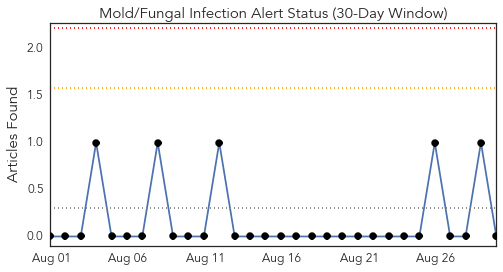 Mold/Fungal Infection Alert Status (30-Day Window)
Articles Found
2.0
1.5
1.0
0.5
0.0
Aug 01 Aug 06 Aug 11 Aug 16 Aug 21 Aug 26